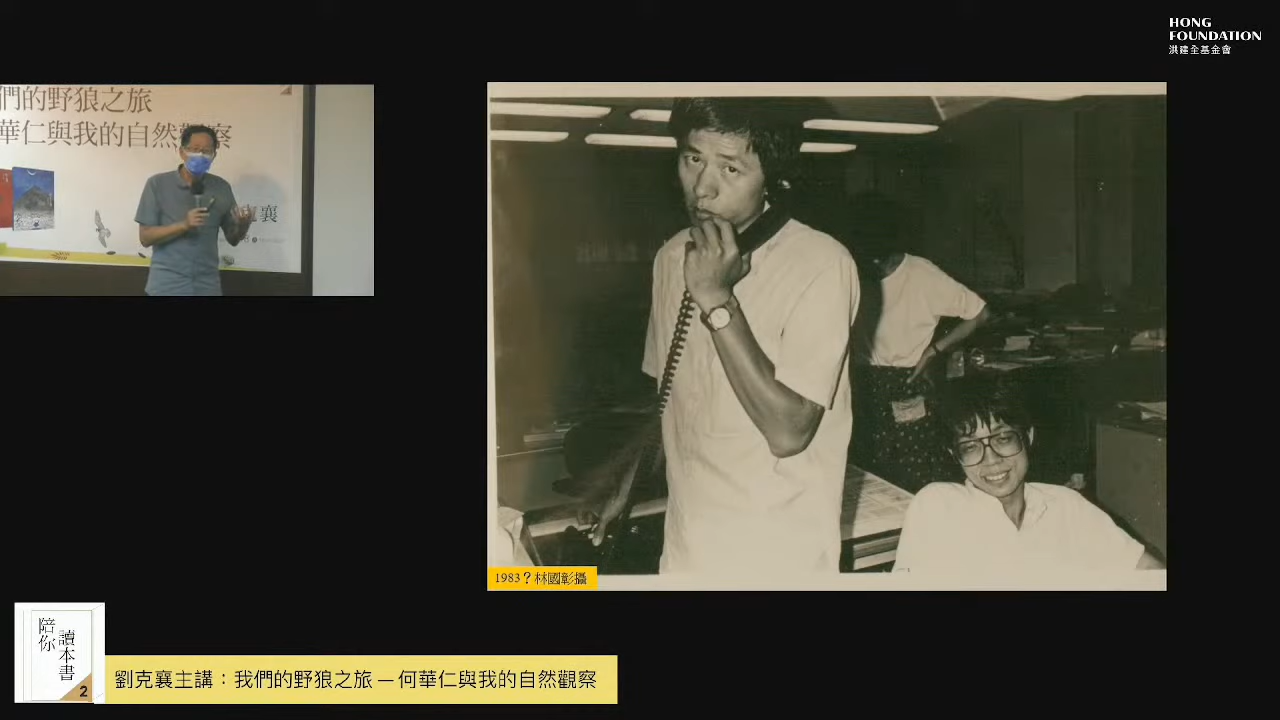 HONG
FOUNDATION
洪建全基金會
們的野狼之旅
華仁與我的自然觀察
克襄
1983？林國彰攝
陪你
讀本書
2
劉克襄主講：我們的野狼之旅 — 何華仁與我的自然觀察